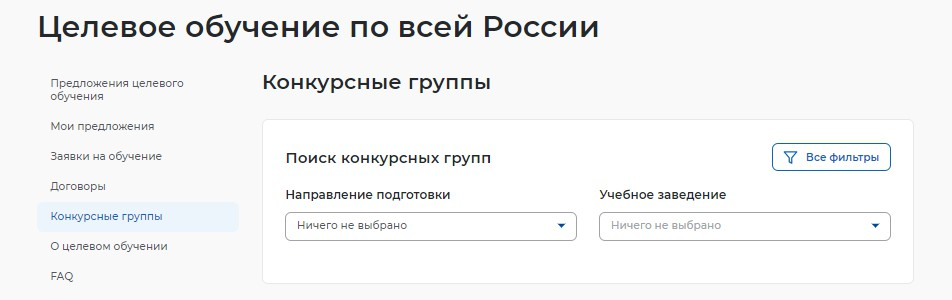 Целевое обучение по всей России
Предложения целевого
обучения
Мои предложения
Заявки на обучение
Договоры
Конкурсные группы
О целевом обучении
FAQ
Конкурсные группы
Поиск конкурсных групп
Все фильтры
Направление подготовки
Ничего не выбрано
Учебное заведение
Ничего не выбрано